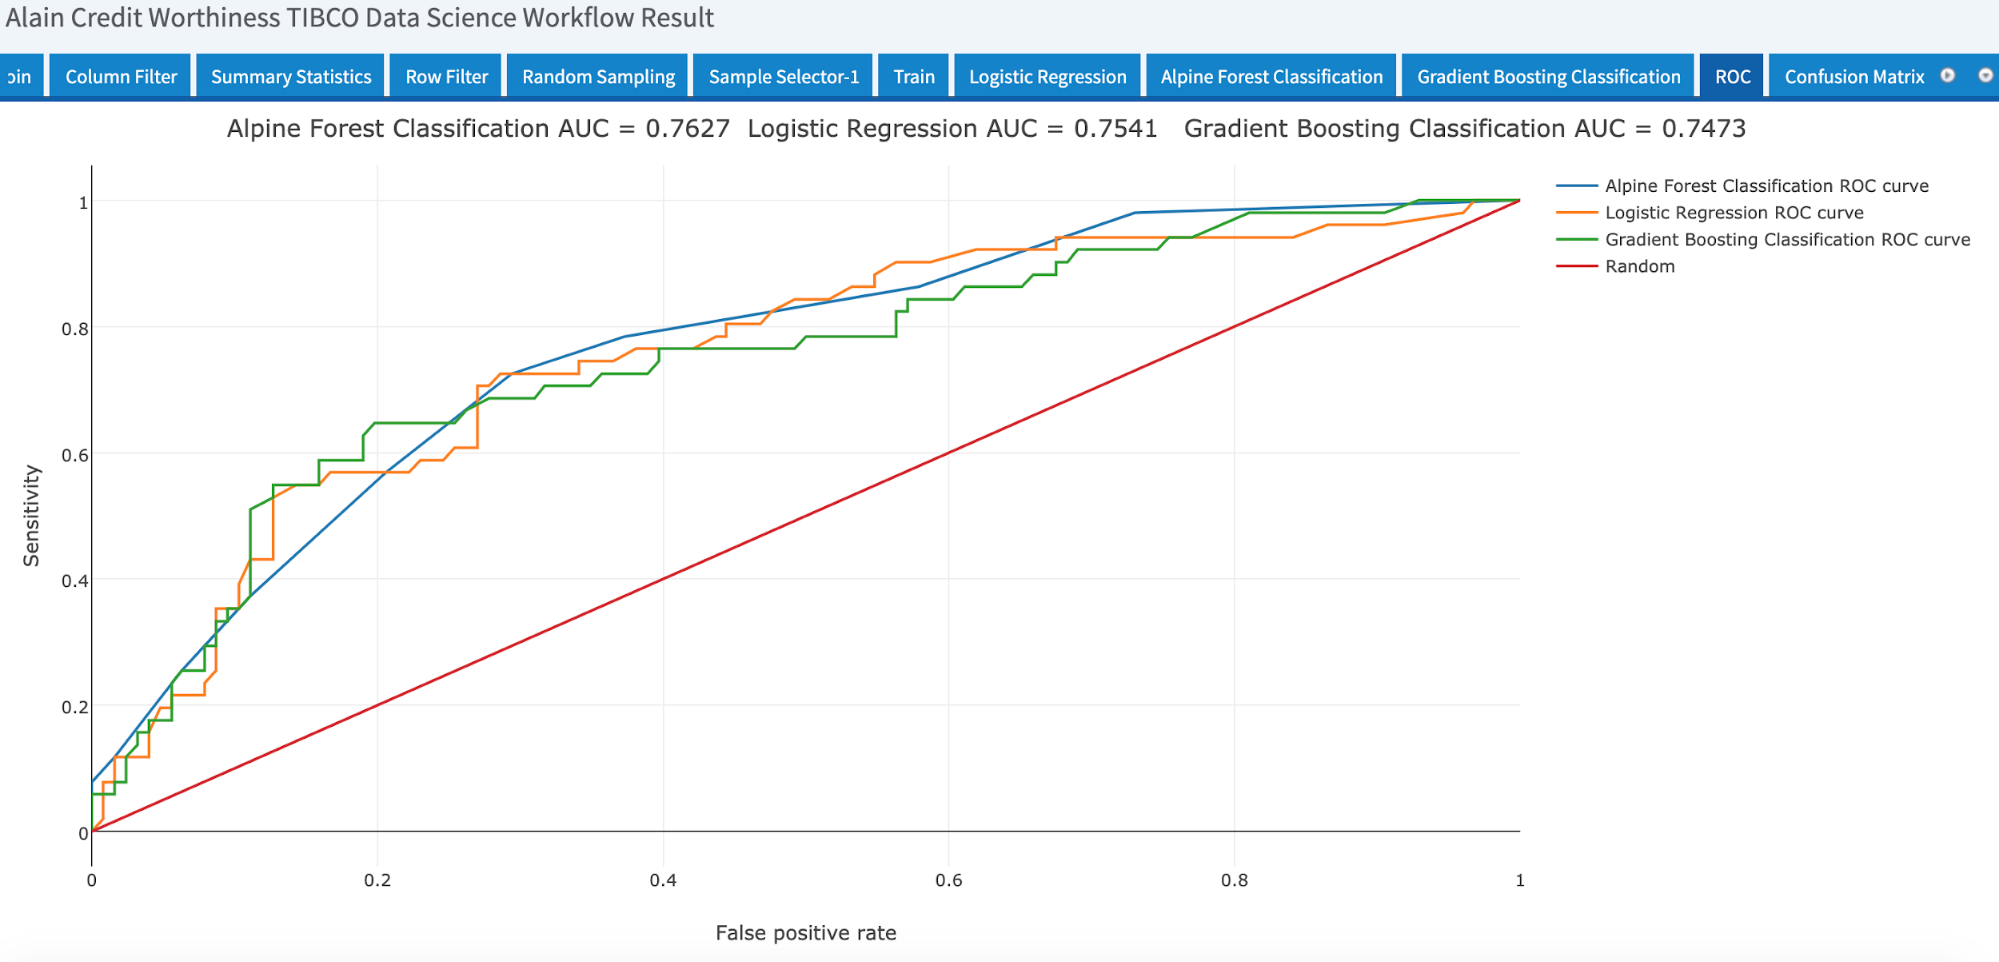 Alain Credit Worthiness TIBCO Data Science Workflow Result
oin Column Filter Summary Statistics Row Filter Random Sampling Sample Selector-1 Train Logistic Regression Alpine Forest Classification Gradient Boosting Classification ROC Confusion Matrix
Alpine Forest Classification AUC = 0.7627 Logistic Regression AUC = 0.7541 Gradient Boosting Classification AUC = 0.7473
Alpine Forest Classification ROC curve
Logistic Regression ROC curve
Gradient Boosting Classification ROC curve
Random
1
0.8
0.6
0.4
0.2
0
Sensitivity
0 0.2 0.4 0.6 0.8 1
False positive rate